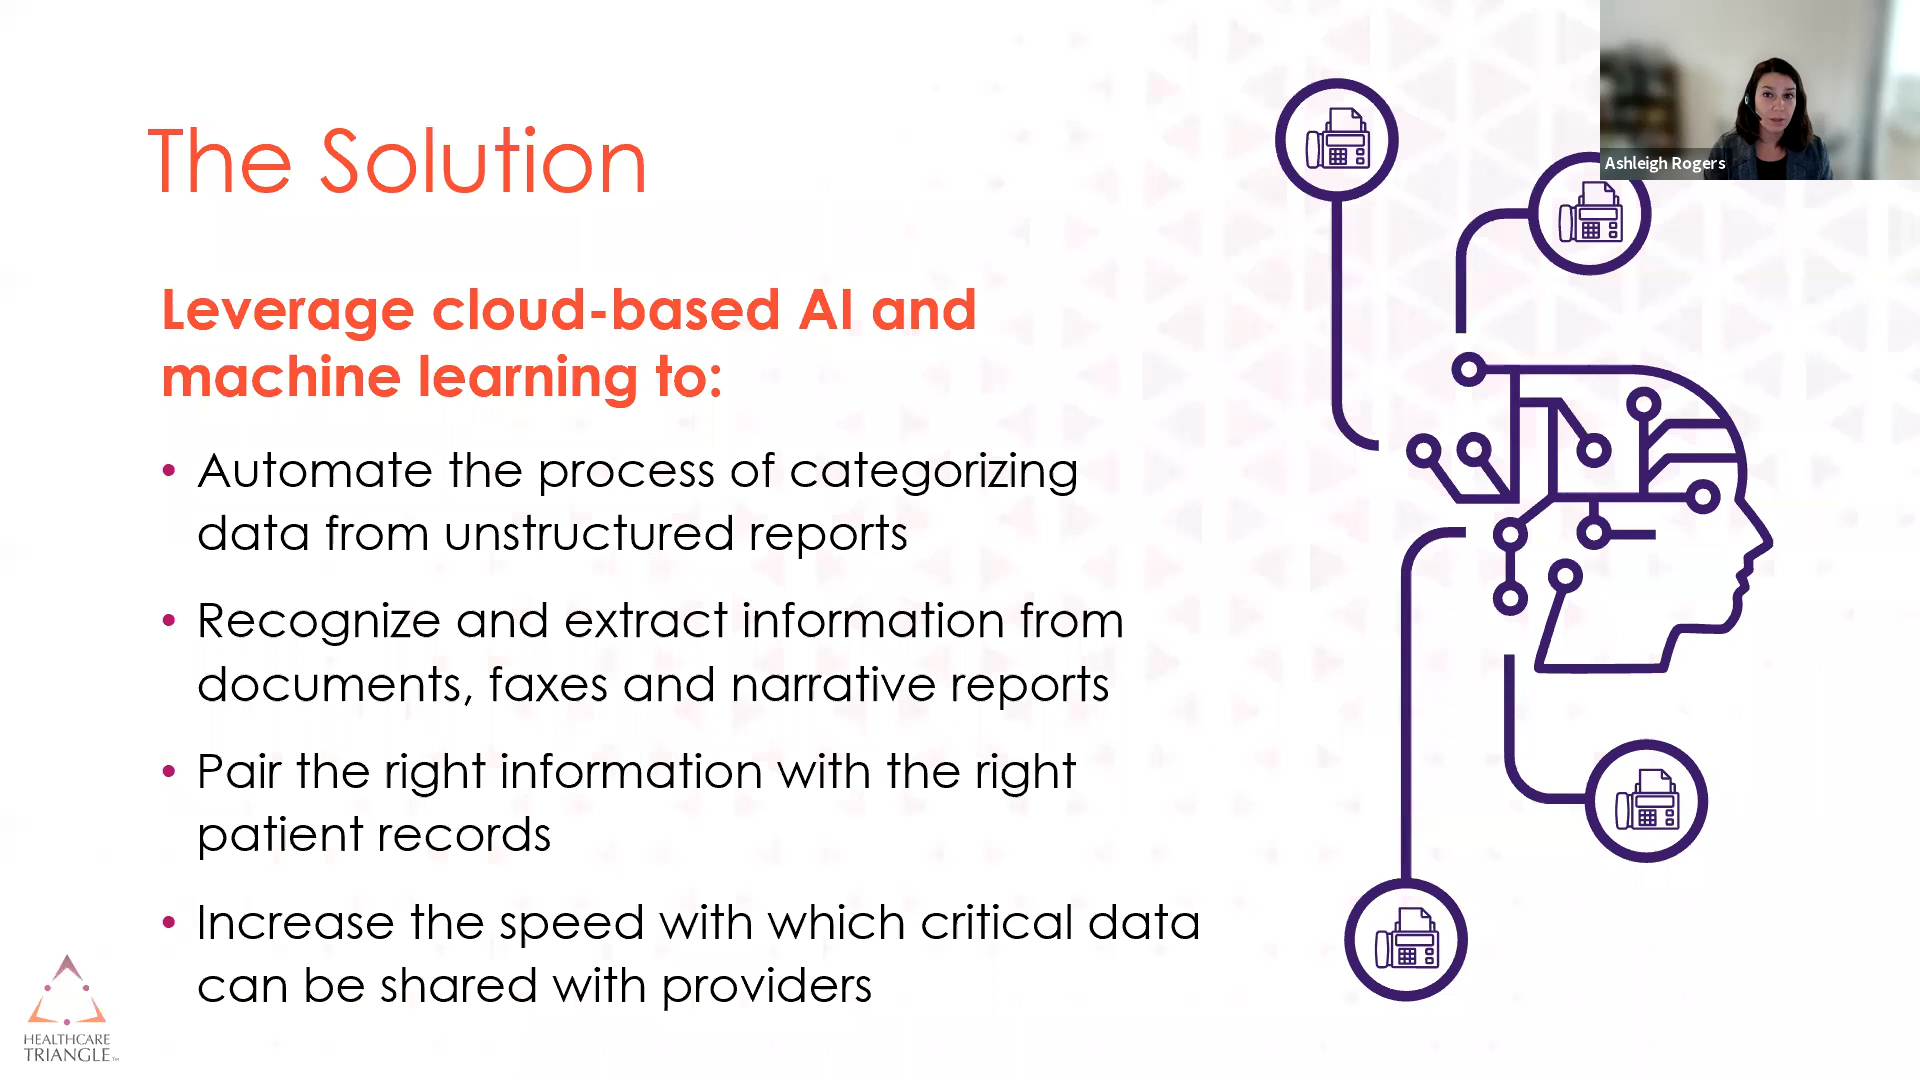 Ashleigh Rogers
The Solution
Leverage cloud-based AI and
machine learning to:
• Automate the process of categorizing
data from unstructured reports
• Recognize and extract information from
documents, faxes and narrative reports
• Pair the right information with the right
patient records
• Increase the speed with which critical data
can be shared with providers
HEALTHCARE
TRIANGLE™